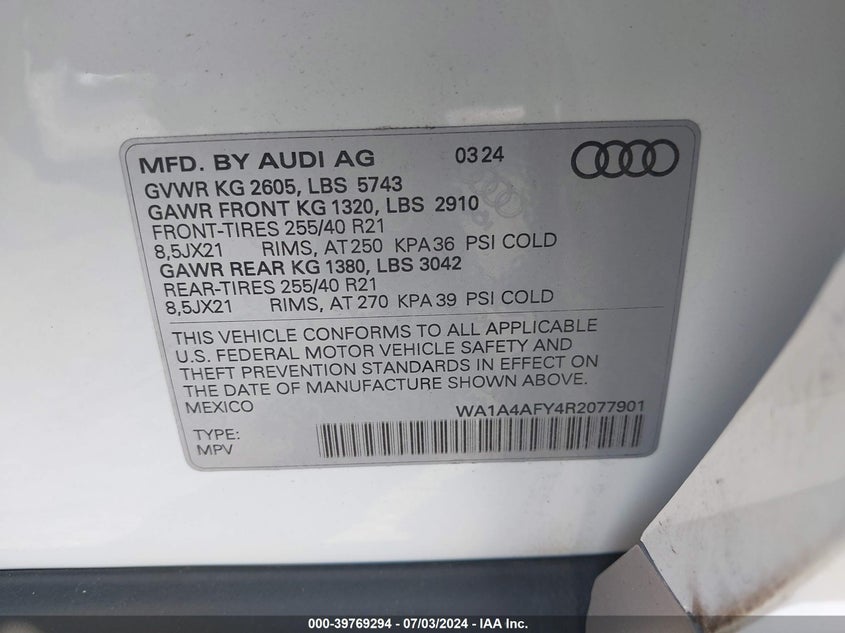 MFD. BY AUDI AG 03 24
GVWR KG 2605, LBS 5743
GAWR FRONT KG 1320, LBS 2910
FRONT-TIRES 255/40 R21
8,5JX21 RIMS, AT 250 KPA 36 PSI COLD
GAWR REAR KG 1380, LBS 3042
REAR-TIRES 255/40 R21
8,5JX21 RIMS, AT 270 KPA 39 PSI COLD
THIS VEHICLE CONFORMS TO ALL APPLICABLE
U.S. FEDERAL MOTOR VEHICLE SAFETY AND
THEFT PREVENTION STANDARDS IN EFFECT ON
THE DATE OF MANUFACTURE SHOWN ABOVE.
MEXICO WA1A4AFY4R2077901
TYPE:
MPV
000-39769294 - 07/03/2024 - IAA Inc.